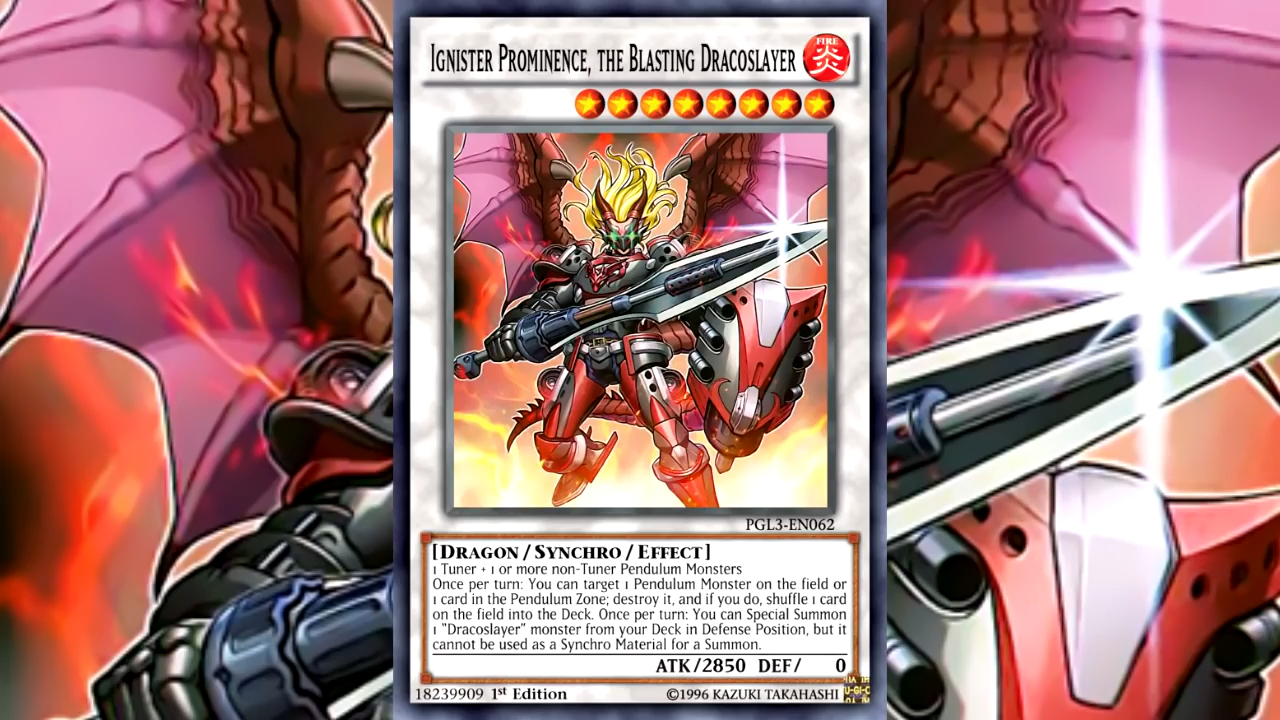 IGNISTER PROMINENCE, THE BLASTING DRACOSLAYER
FIRE
炎
PGL3-EN062
[DRAGON / SYNCHRO / EFFECT]
1 Tuner + 1 or more non-Tuner Pendulum Monsters
Once per turn: You can target 1 Pendulum Monster on the field or
1 card in the Pendulum Zone; destroy it, and if you do, shuffle 1 card
on the field into the Deck. Once per turn: You can Special Summon
1 "Dracoslayer" monster from your Deck in Defense Position, but it
cannot be used as a Synchro Material for a Summon.
ATK/2850 DEF/ 0
18239909 1st Edition ©1996 KAZUKI TAKAHASHI